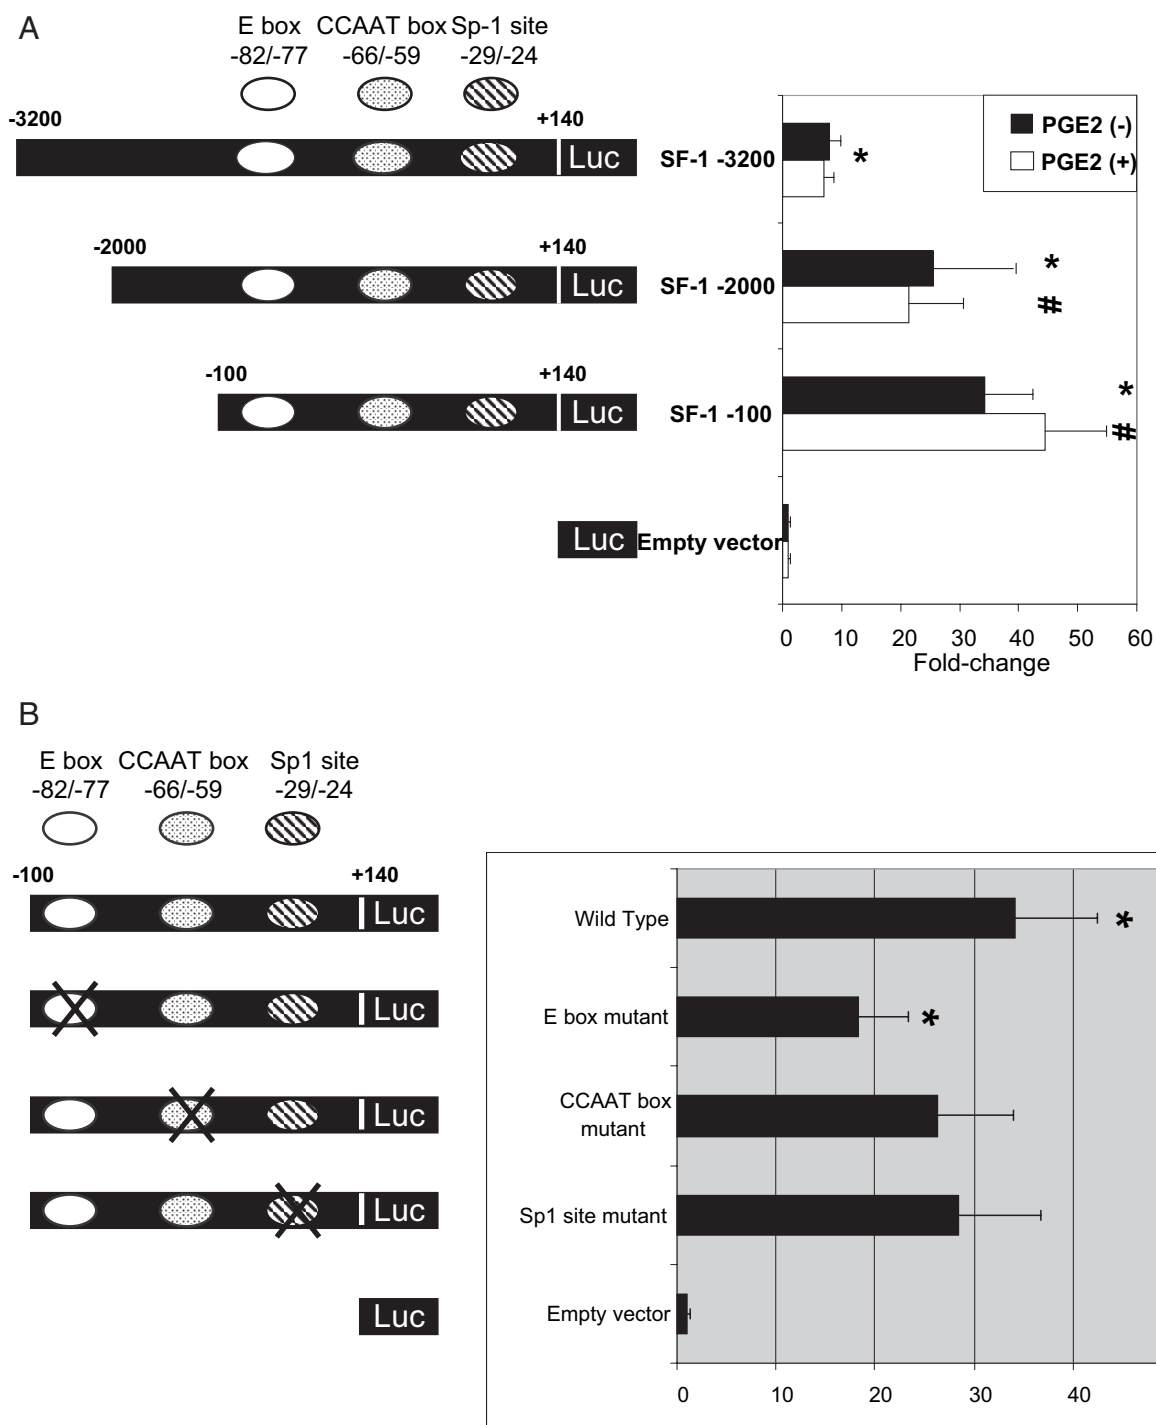 A
E box CCAAT box Sp-1 site
-82/-77 -66/-59 -29/-24
-3200 +140
Luc
SF-1 -3200
*
PGE2 (-)
PGE2 (+)
-2000 +140
Luc
SF-1 -2000
*
#
-100 +140
Luc
SF-1 -100
*
#
Luc
Empty vector
0 10 20 30 40 50 60
Fold-change
B
E box CCAAT box Sp1 site
-82/-77 -66/-59 -29/-24
-100 +140
Luc
Wild Type
*
Luc
E box mutant
*
Luc
CCAAT box
mutant
Luc
Sp1 site mutant
Luc
Empty vector
0 10 20 30 40